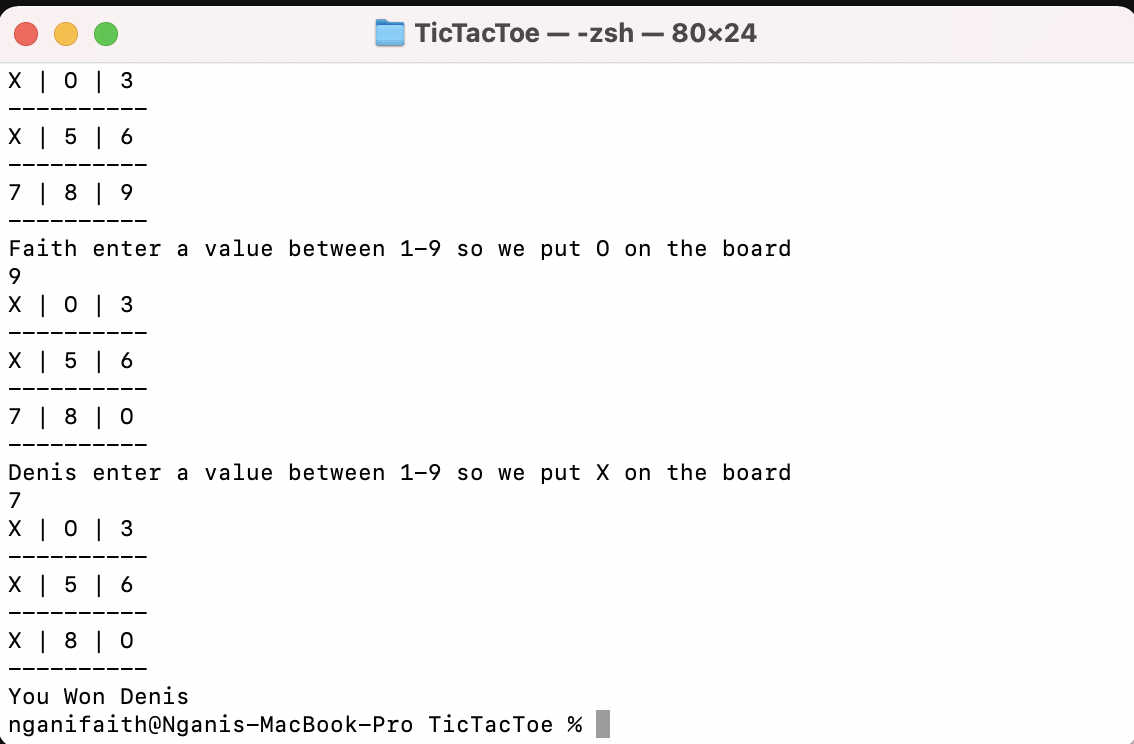 TicTacToe — -zsh — 80×24
X | O | 3
----------
X | 5 | 6
----------
7 | 8 | 9
----------
Faith enter a value between 1-9 so we put O on the board
9
X | O | 3
----------
X | 5 | 6
----------
7 | 8 | O
----------
Denis enter a value between 1-9 so we put X on the board
7
X | O | 3
----------
X | 5 | 6
----------
X | 8 | O
----------
You Won Denis
nganifaith@Nganis-MacBook-Pro TicTacToe %